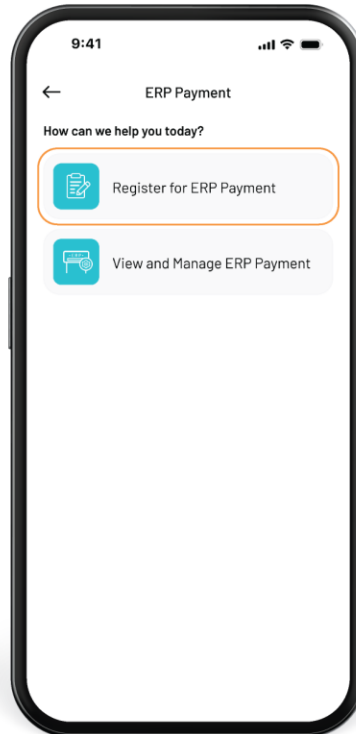 9:41
ERP Payment
How can we help you today?
Register for ERP Payment
View and Manage ERP Payment